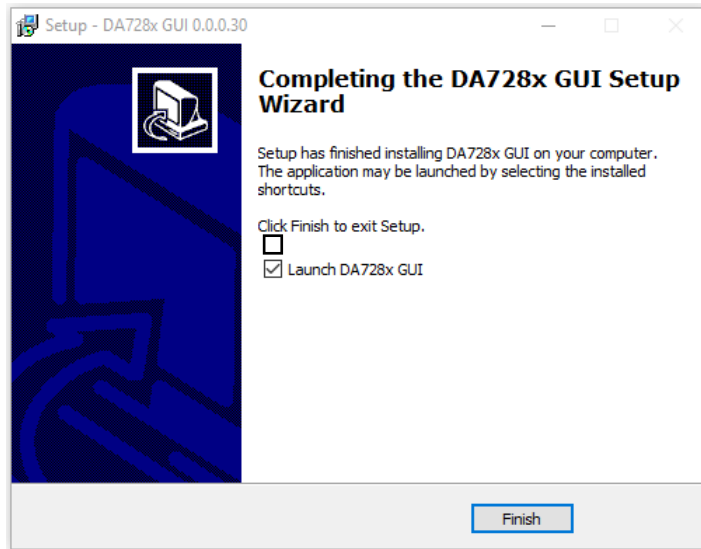 Setup - DA728x GUI 0.0.0.30
Completing the DA728x GUI Setup
Wizard
Setup has finished installing DA728x GUI on your computer.
The application may be launched by selecting the installed
shortcuts.
Click Finish to exit Setup.
Launch DA728x GUI
Finish